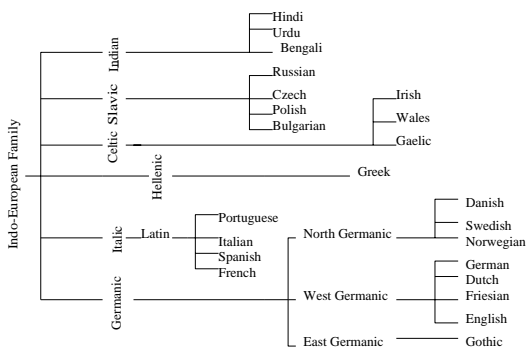 Indo-European Family
Indian
Hindi
Urdu
Bengali
Slavic
Russian
Czech
Polish
Bulgarian
Celtic
Irish
Wales
Gaelic
Hellenic
Greek
Italic
Latin
Portuguese
Italian
Spanish
French
Germanic
North Germanic
Danish
Swedish
Norwegian
West Germanic
German
Dutch
Friesian
English
East Germanic
Gothic